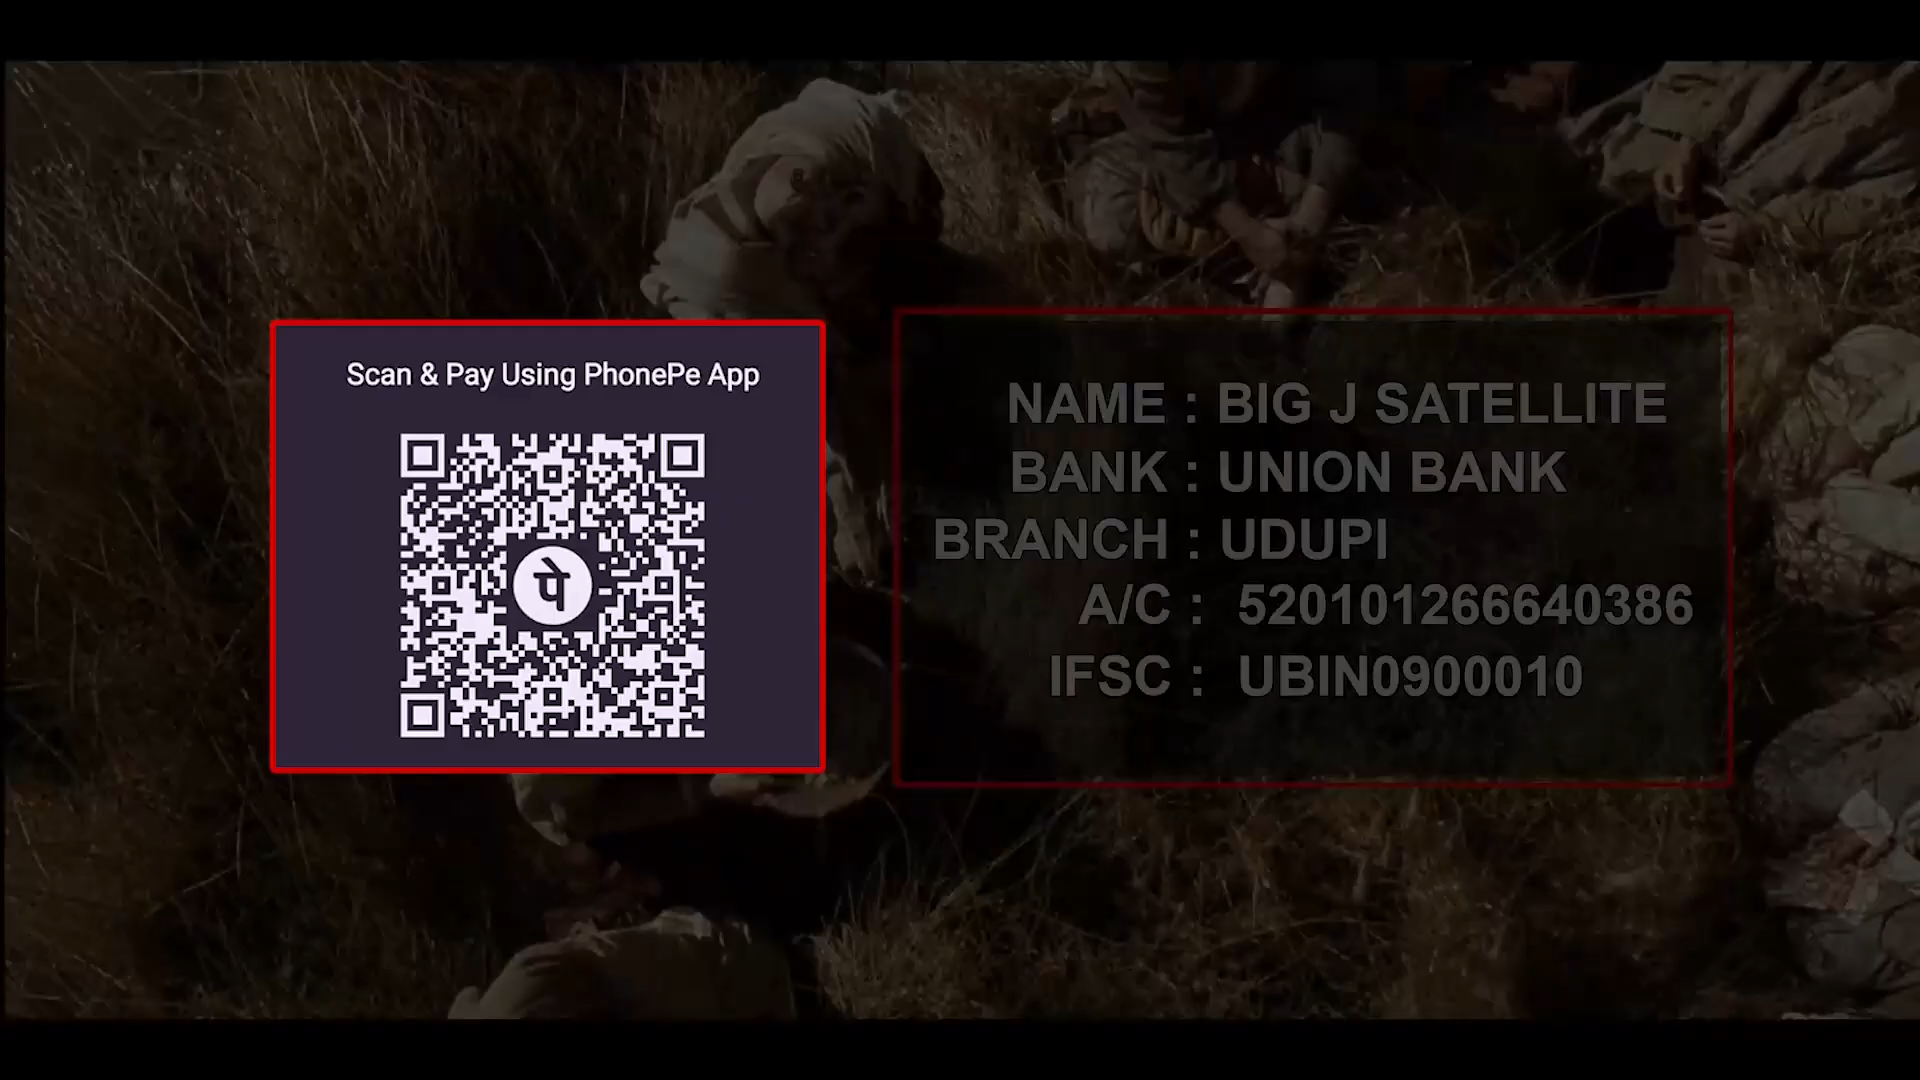 Scan & Pay Using PhonePe App
पे
NAME : BIG J SATELLITE
BANK : UNION BANK
BRANCH : UDUPI
A/C : 520101266640386
IFSC : UBIN0900010